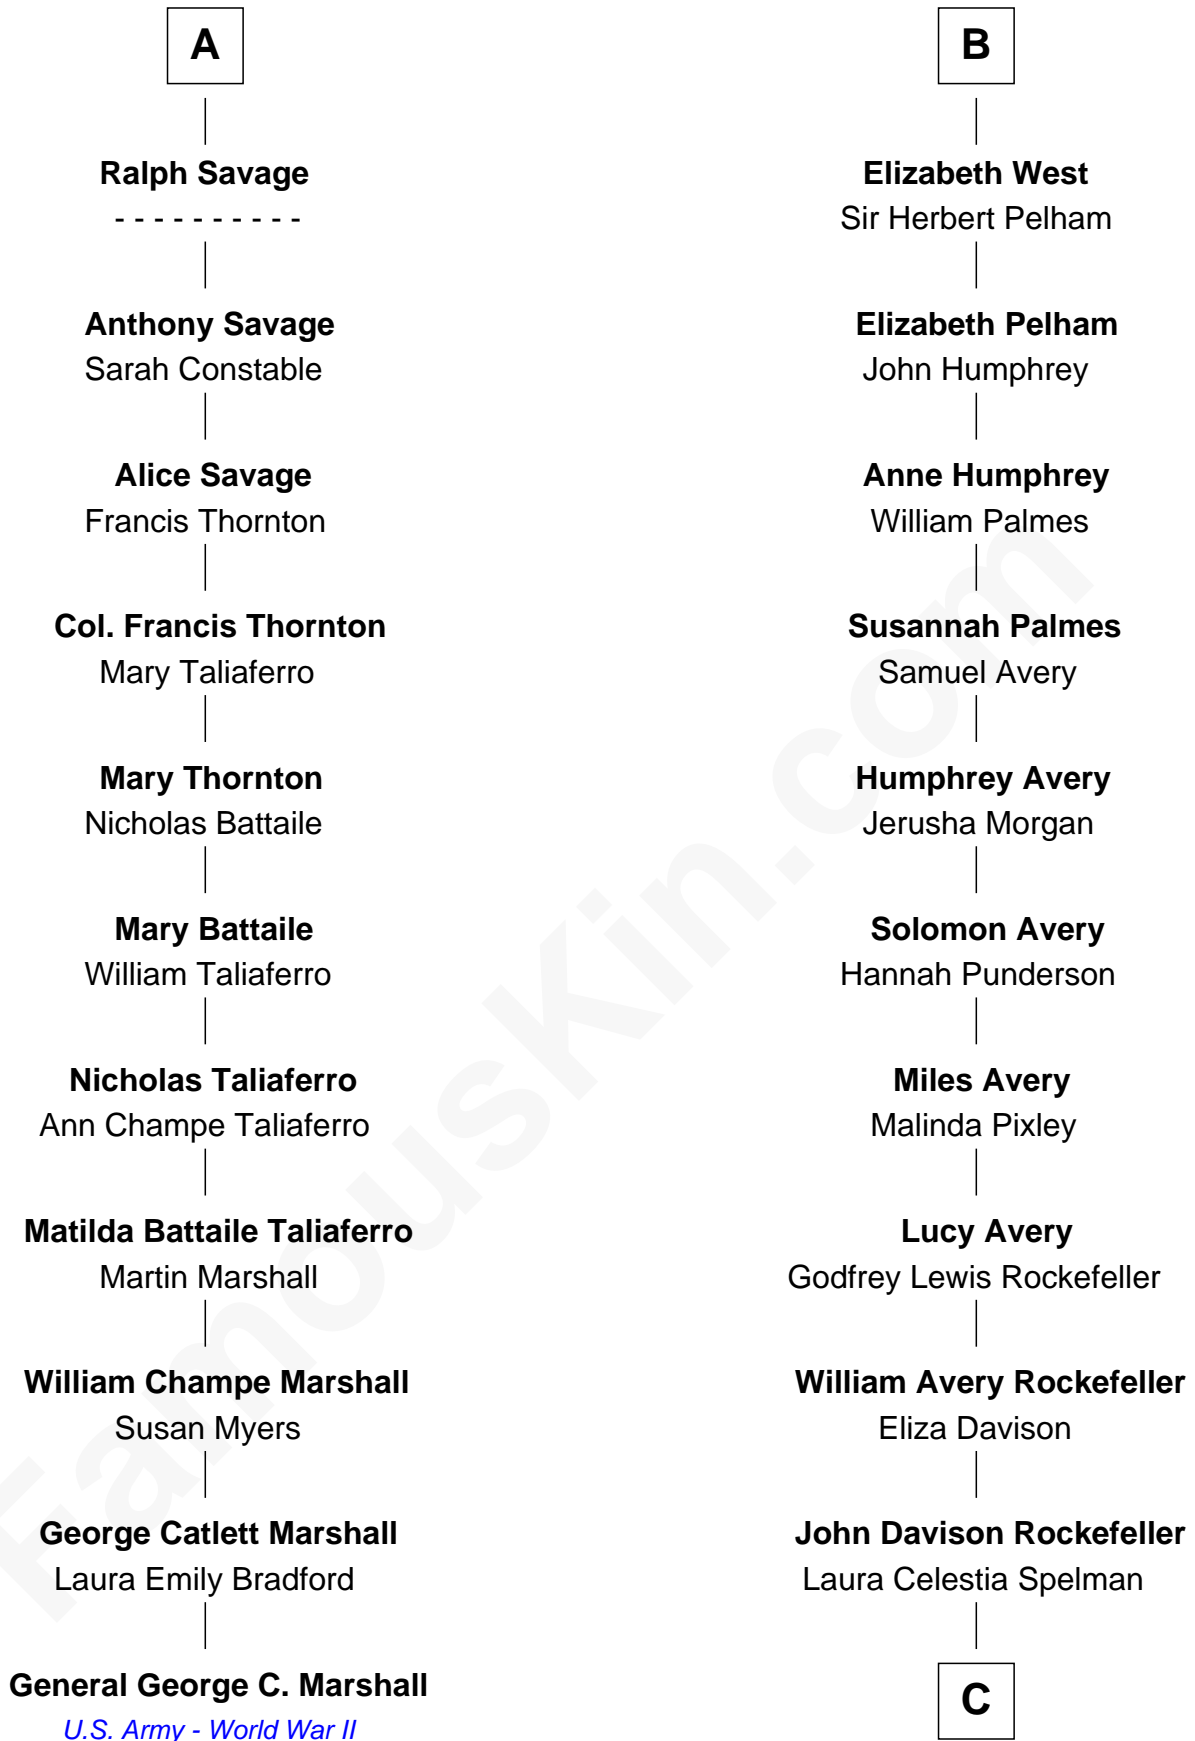 A
Ralph Savage
- - - - - - - - - -
Anthony Savage
Sarah Constable
Alice Savage
Francis Thornton
Col. Francis Thornton
Mary Taliaferro
Mary Thornton
Nicholas Battaile
Mary Battaile
William Taliaferro
Nicholas Taliaferro
Ann Champe Taliaferro
Matilda Battaile Taliaferro
Martin Marshall
William Champe Marshall
Susan Myers
George Catlett Marshall
Laura Emily Bradford
General George C. Marshall
U.S. Army - World War II
B
Elizabeth West
Sir Herbert Pelham
Elizabeth Pelham
John Humphrey
Anne Humphrey
William Palmes
Susannah Palmes
Samuel Avery
Humphrey Avery
Jerusha Morgan
Solomon Avery
Hannah Punderson
Miles Avery
Malinda Pixley
Lucy Avery
Godfrey Lewis Rockefeller
William Avery Rockefeller
Eliza Davison
John Davison Rockefeller
Laura Celestia Spelman
C
FamousKin.com